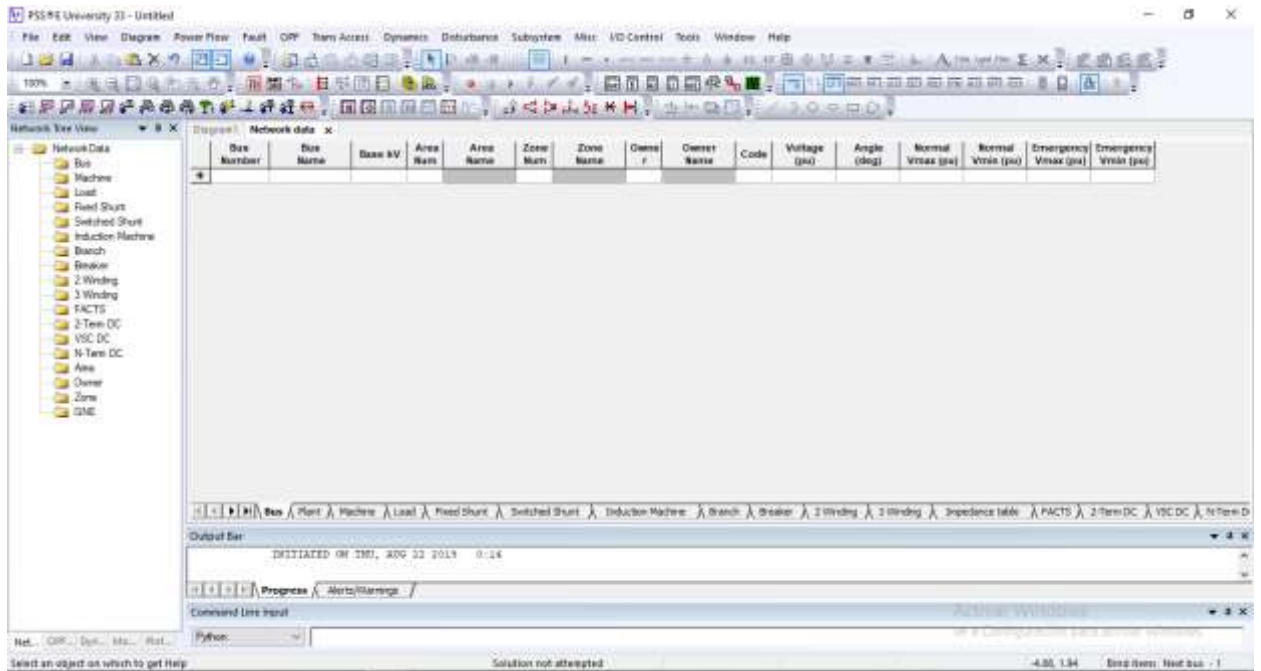 PSS®E University 33 - Untitled
File Edit View Diagram Power Flow Fault OPF Trans Access Dynamics Disturbance Subsystem Misc I/O Control Tools Window Help
100%
Network Tree View
Diagram1 Network data
Network Data
Bus
Machine
Load
Fixed Shunt
Switched Shunt
Induction Machine
Branch
Breaker
2 Winding
3 Winding
FACTS
2-Term DC
VSC DC
N-Term DC
Area
Owner
Zone
GNE
Bus Number Bus Name Base kV Area Num Area Name Zone Num Zone Name Owner Owner Name Code Voltage (pu) Angle (deg) Normal Vmax (pu) Normal Vmin (pu) Emergency Vmax (pu) Emergency Vmin (pu)
Bus Plant Machine Load Fixed Shunt Switched Shunt Induction Machine Branch Breaker 2 Winding 3 Winding Impedance table FACTS 2-Term DC VSC DC N-Term D
Output Bar
INITIATED ON THU, AUG 22 2019 0:14
Progress Alerts/Warnings
Command Line Input
Activar Windows
Python
Net... OPF... Dyn... Mo... Plot...
Select an object on which to get Help
Solution not attempted
-4.00, 1.94
Bind Items: Next bus - 1